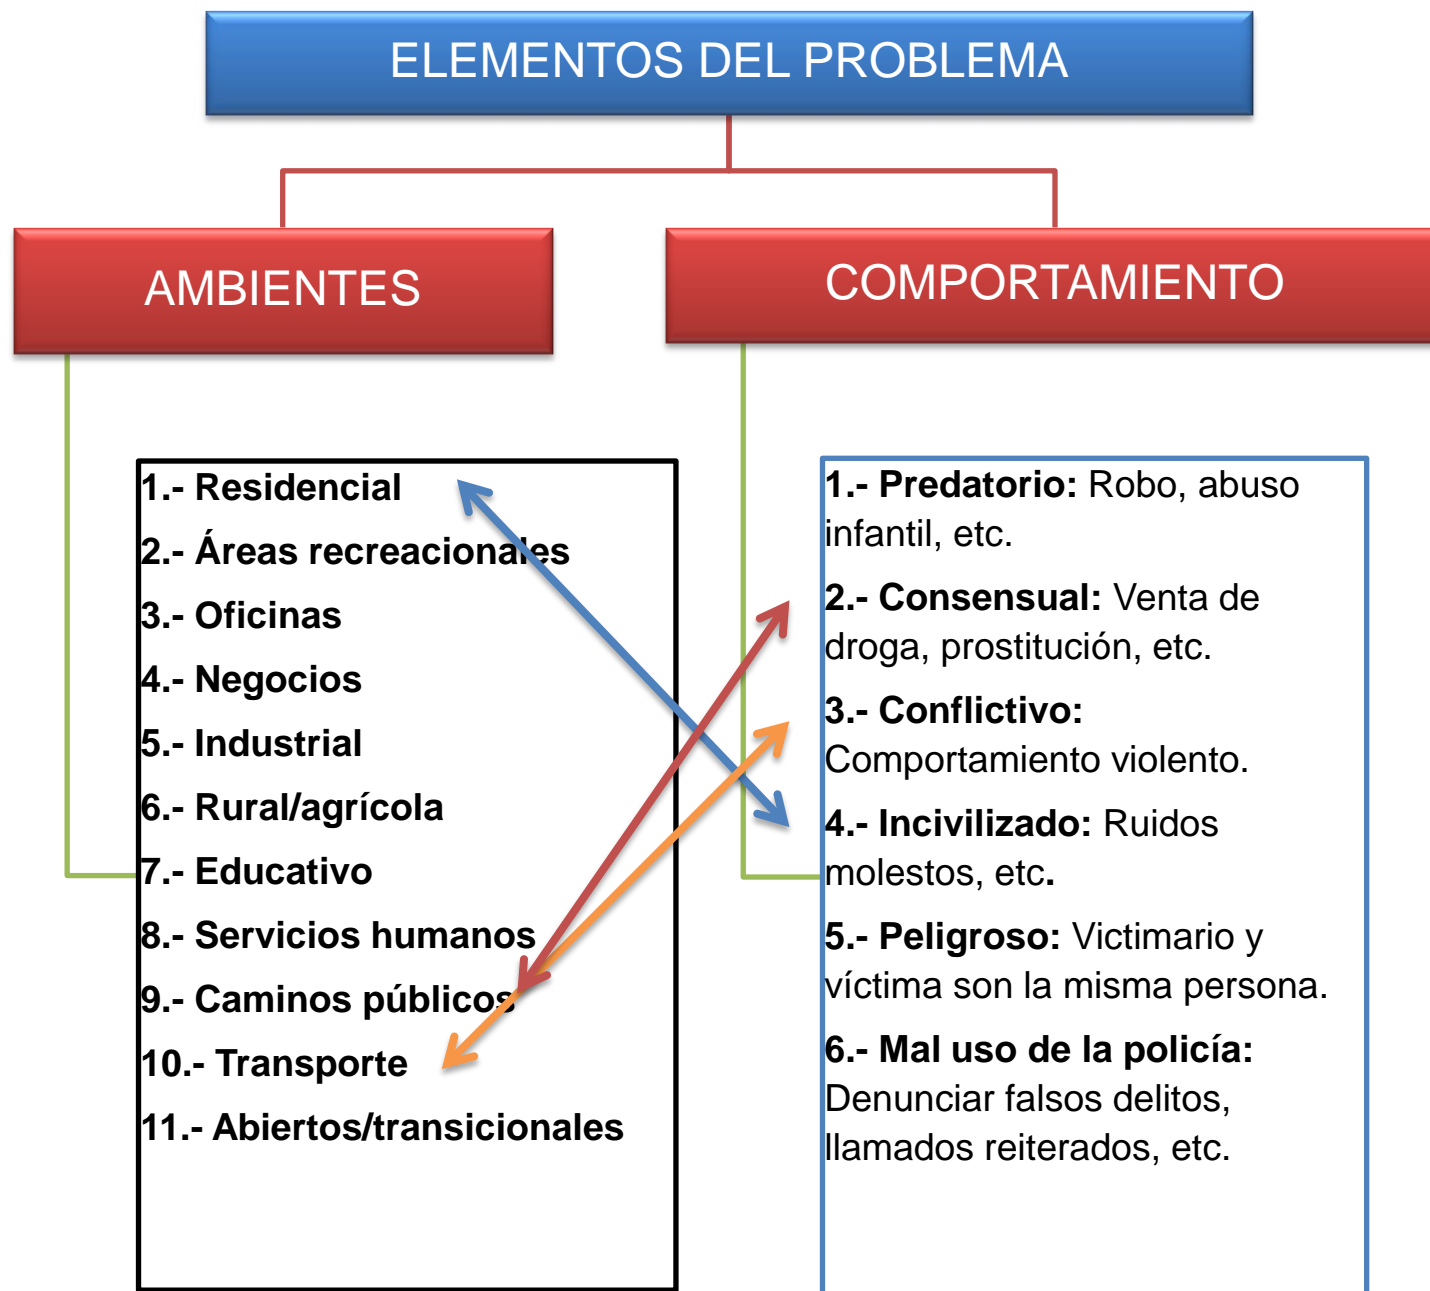 ELEMENTOS DEL PROBLEMA
AMBIENTES
COMPORTAMIENTO
1.- Residencial
2.- Áreas recreacionales
3.- Oficinas
4.- Negocios
5.- Industrial
6.- Rural/agrícola
7.- Educativo
8.- Servicios humanos
9.- Caminos públicos
10.- Transporte
11.- Abiertos/transicionales
1.- Predatorio: Robo, abuso
infantil, etc.
2.- Consensual: Venta de
droga, prostitución, etc.
3.- Conflictivo:
Comportamiento violento.
4.- Incivilizado: Ruidos
molestos, etc.
5.- Peligroso: Victimario y
víctima son la misma persona.
6.- Mal uso de la policía:
Denunciar falsos delitos,
llamados reiterados, etc.